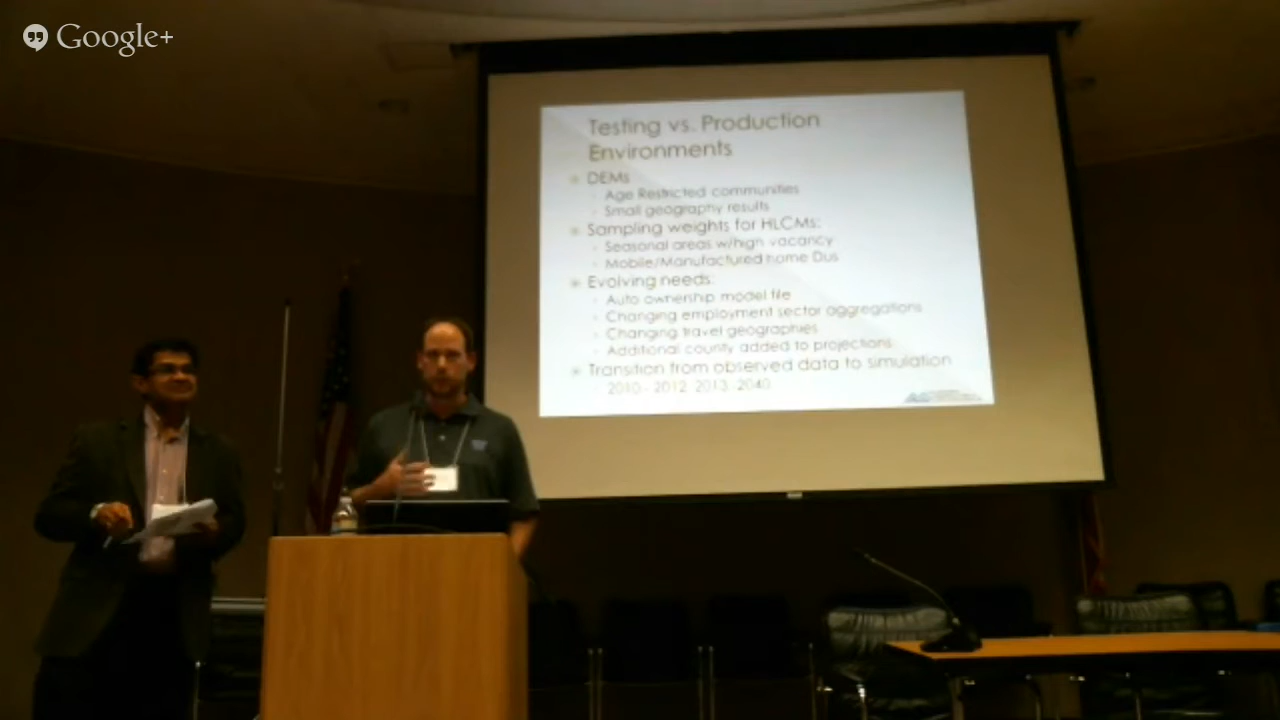 Google+
Testing vs. Production
Environments
DEMs
Age Restricted communities
Small geography results
Sampling weights for HLCMs:
Seasonal areas w/high vacancy
Mobile/Manufactured home Dus
Evolving needs:
Auto ownership model file
Changing employment sector aggregations
Changing travel geographies
Additional county added to projections
Transition from observed data to simulation
2010 - 2012, 2013, 2040